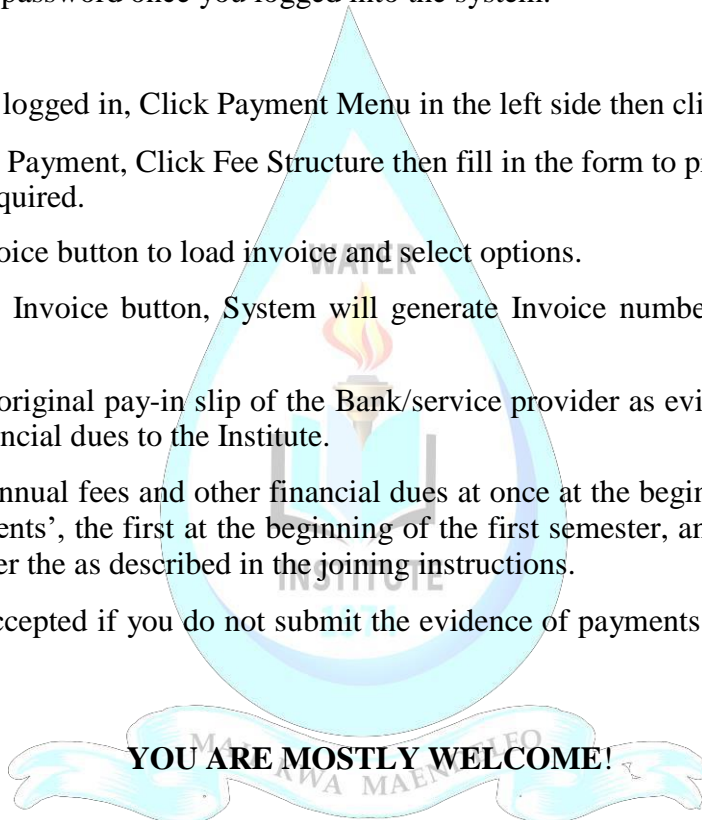 password once you logged into the system.
logged in, Click Payment Menu in the left side then cli
Payment, Click Fee Structure then fill in the form to p
quired.
oice button to load invoice and select options.
WATER
Invoice button, System will generate Invoice numbe
original pay-in slip of the Bank/service provider as evi
ncial dues to the Institute.
nnual fees and other financial dues at once at the begin
ents’, the first at the beginning of the first semester, an
er the as described in the joining instructions.
INSTITUTE
ccepted if you do not submit the evidence of payments
1974
YOU ARE MOSTLY WELCOME!
MAJI KWA MAENDELEO